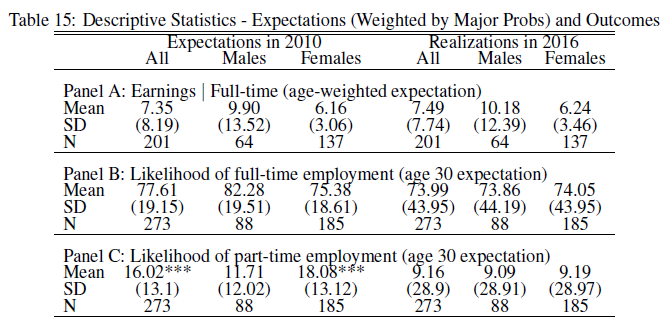 Table 15: Descriptive Statistics - Expectations (Weighted by Major Probs) and Outcomes
Expectations in 2010 Realizations in 2016
All Males Females All Males Females
Panel A: Earnings | Full-time (age-weighted expectation)
Mean 7.35 9.90 6.16 7.49 10.18 6.24
SD (8.19) (13.52) (3.06) (7.74) (12.39) (3.46)
N 201 64 137 201 64 137
Panel B: Likelihood of full-time employment (age 30 expectation)
Mean 77.61 82.28 75.38 73.99 73.86 74.05
SD (19.15) (19.51) (18.61) (43.95) (44.19) (43.95)
N 273 88 185 273 88 185
Panel C: Likelihood of part-time employment (age 30 expectation)
Mean 16.02*** 11.71 18.08*** 9.16 9.09 9.19
SD (13.1) (12.02) (13.12) (28.9) (28.91) (28.97)
N 273 88 185 273 88 185